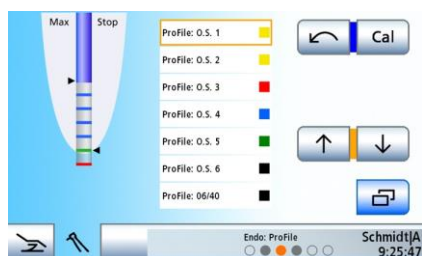 Max Stop
ProFile: O.S. 1
ProFile: O.S. 2
ProFile: O.S. 3
ProFile: O.S. 4
ProFile: O.S. 5
ProFile: O.S. 6
ProFile: 06/40
Cal
Endo: ProFile
Schmidt|A
9:25:47